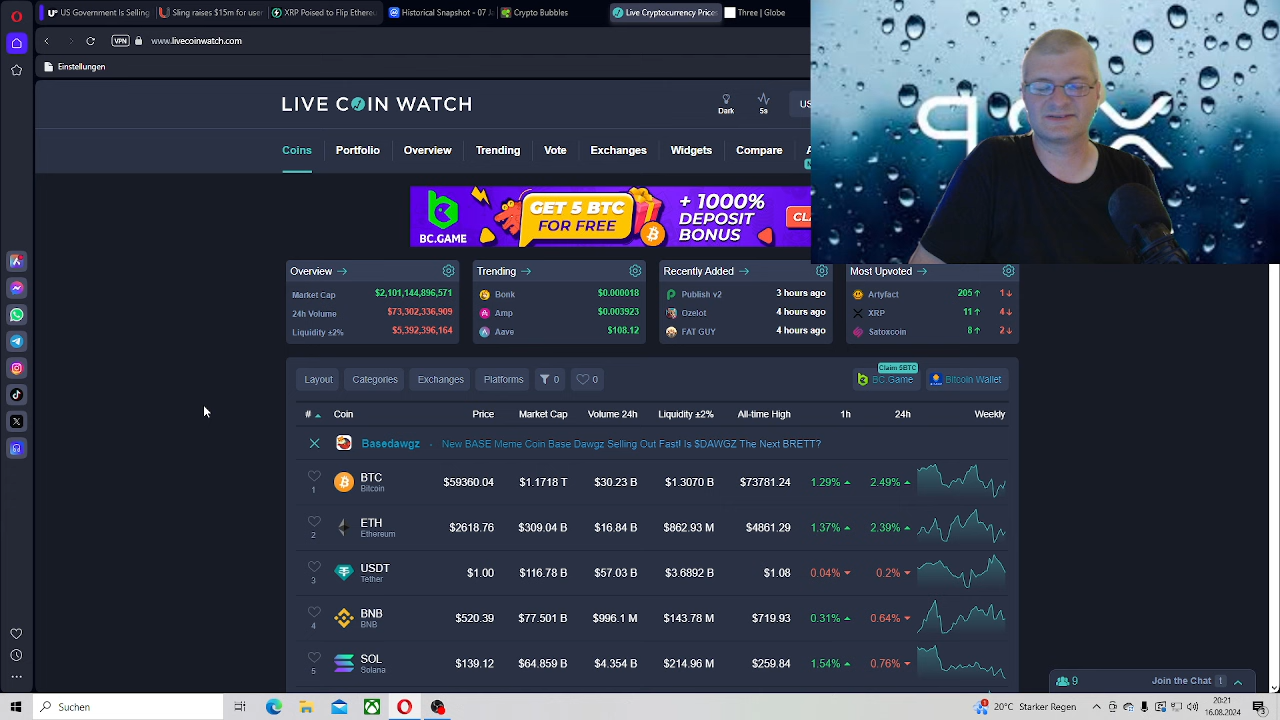 US Government Is Selling
Sling raises $15m for user
XRP Poised to Flip Ethereu
Historical Snapshot - 07 Ja
Crypto Bubbles
Live Cryptocurrency Prices
Three | Globe
VPN
www.livecoinwatch.com
Einstellungen
LIVE COIN WATCH
Dark
5s
US
Coins
Portfolio
Overview
Trending
Vote
Exchanges
Widgets
Compare
A
BC.GAME
GET 5 BTC
FOR FREE
+ 1000%
DEPOSIT
BONUS
CL
Overview →
Market Cap $2,101,144,896,571
24h Volume $73,302,336,909
Liquidity ±2% $5,392,396,164
Trending →
Bonk $0.000018
Amp $0.003923
Aave $108.12
Recently Added →
Publish v2 3 hours ago
Ozelot 4 hours ago
FAT GUY 4 hours ago
Most Upvoted →
Artyfact 205↑ 1↓
XRP 11↑ 4↓
Satoxcoin 8↑ 2↓
Layout
Categories
Exchanges
Platforms
0
0
Claim 5BTC
BC.Game
Bitcoin Wallet
# Coin Price Market Cap Volume 24h Liquidity ±2% All-time High 1h 24h Weekly
Basedawgz - New BASE Meme Coin Base Dawgz Selling Out Fast! Is $DAWGZ The Next BRETT?
1 BTC Bitcoin $59360.04 $1.1718 T $30.23 B $1.3070 B $73781.24 1.29% 2.49%
2 ETH Ethereum $2618.76 $309.04 B $16.84 B $862.93 M $4861.29 1.37% 2.39%
3 USDT Tether $1.00 $116.78 B $57.03 B $3.6892 B $1.08 0.04% 0.2%
4 BNB BNB $520.39 $77.501 B $996.1 M $143.78 M $719.93 0.31% 0.64%
5 SOL Solana $139.12 $64.859 B $4.354 B $214.96 M $259.84 1.54% 0.76%
9 Join the Chat 1
Suchen
20°C Starker Regen
20:21
16.08.2024
3